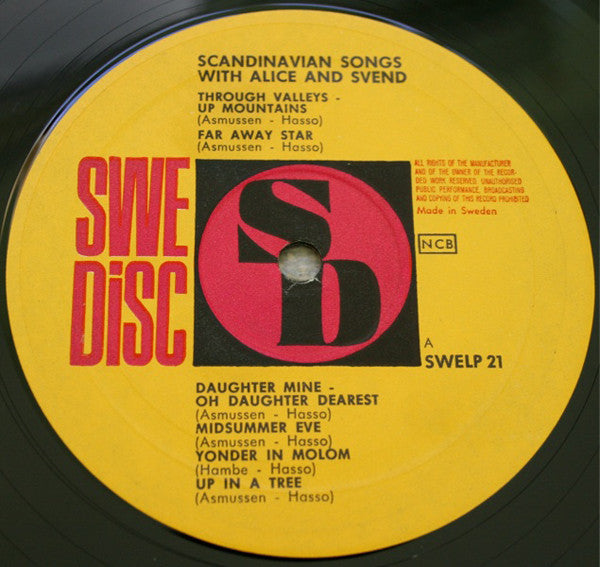 SCANDINAVIAN SONGS
WITH ALICE AND SVEND
THROUGH VALLEYS -
UP MOUNTAINS
(Asmussen - Hasso)
FAR AWAY STAR
(Asmussen - Hasso)
SWE
DiSC
SD
ALL RIGHTS OF THE MANUFACTURER
AND OF THE OWNER OF THE RECOR-
DED WORK RESERVED. UNAUTHORISED
PUBLIC PERFORMANCE, BROADCASTING
AND COPYING OF THIS RECORD PROHIBITED
Made in Sweden
NCB
A
SWELP 21
DAUGHTER MINE -
OH DAUGHTER DEAREST
(Asmussen - Hasso)
MIDSUMMER EVE
(Asmussen - Hasso)
YONDER IN MOLOM
(Hambe - Hasso)
UP IN A TREE
(Asmussen - Hasso)